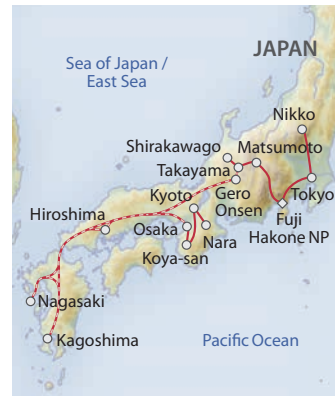 JAPAN
Sea of Japan /
East Sea
Nikko
Shirakawago
Matsumoto
Takayama
Kyoto
Gero
Onsen
Tokyo
Hiroshima
Osaka
Nara
Fuji
Hakone NP
Koya-san
Nagasaki
Kagoshima
Pacific Ocean